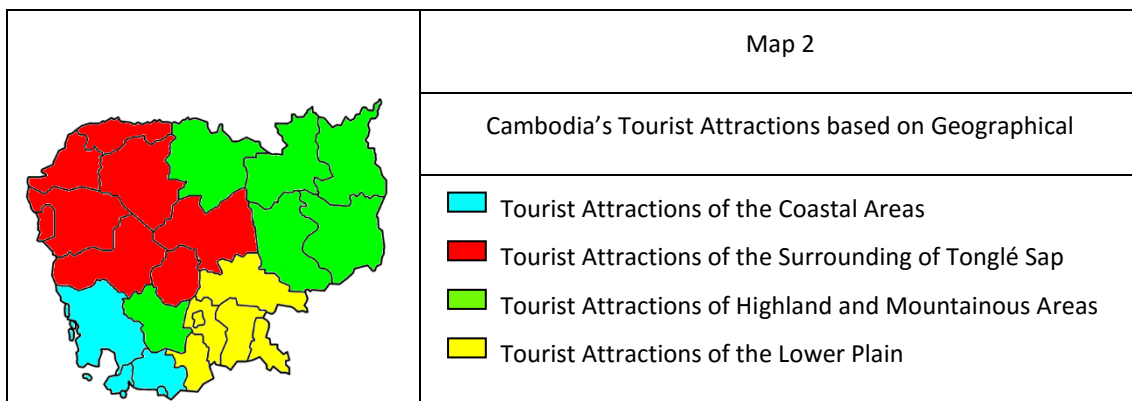 Map 2
Cambodia’s Tourist Attractions based on Geographical
Tourist Attractions of the Coastal Areas
Tourist Attractions of the Surrounding of Tonglé Sap
Tourist Attractions of Highland and Mountainous Areas
Tourist Attractions of the Lower Plain